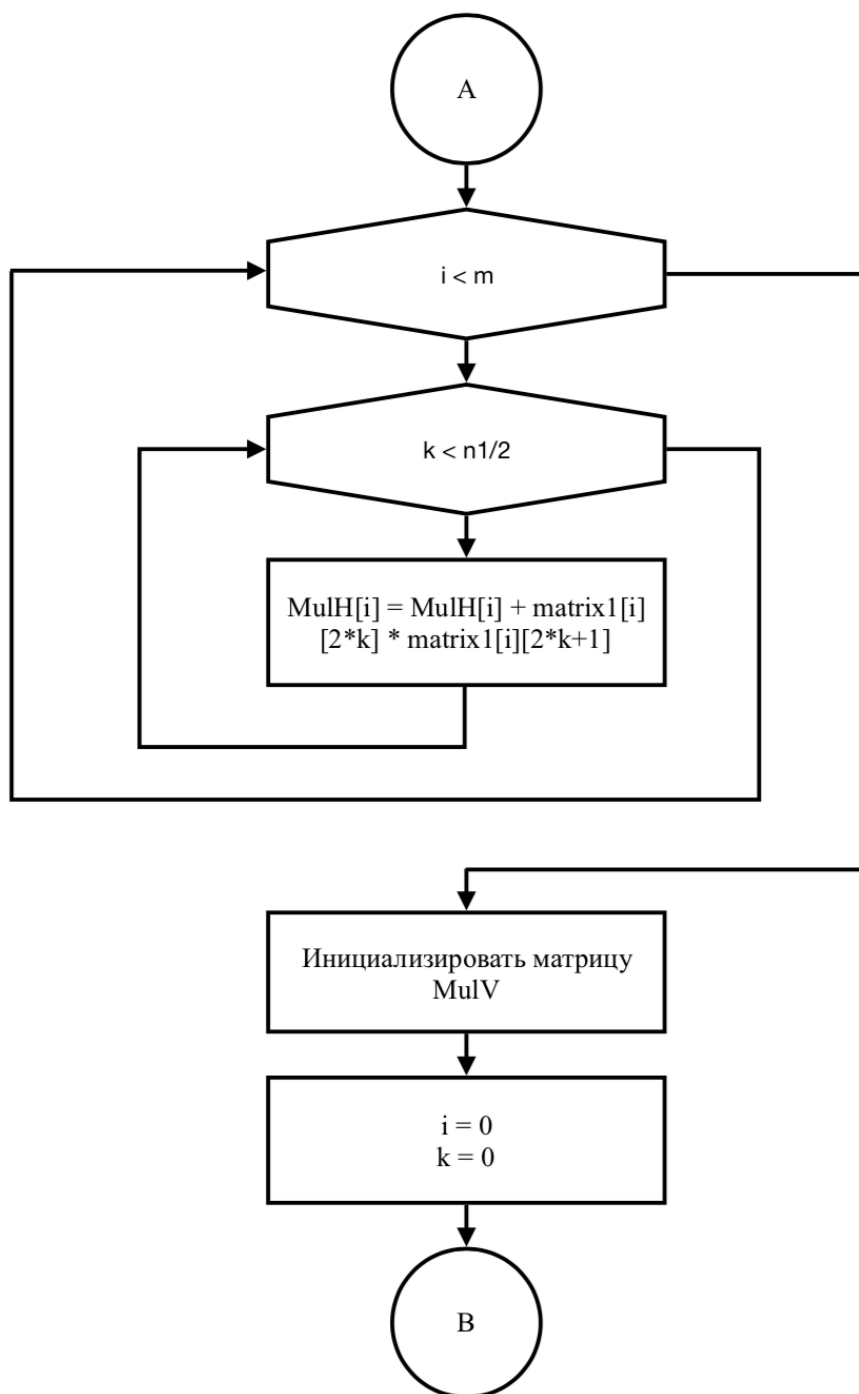 A
i < m
k < n1/2
MulH[i] = MulH[i] + matrix1[i]
[2*k] * matrix1[i][2*k+1]
Инициализировать матрицу
MulV
i = 0
k = 0
B